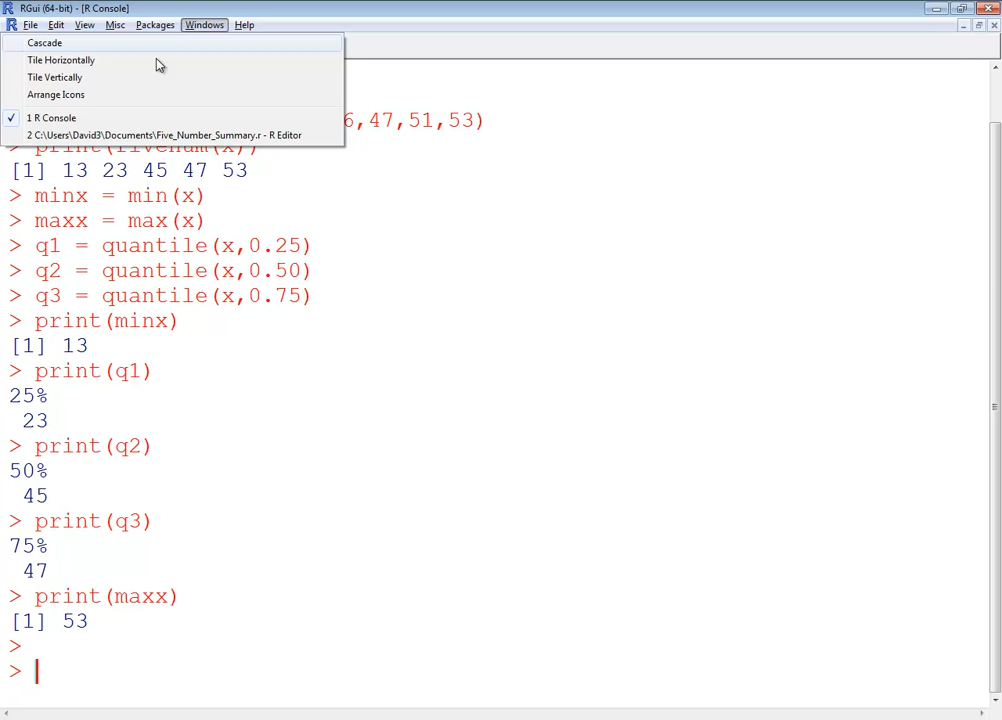 RGui (64-bit) - [R Console]
File Edit View Misc Packages Windows Help
Cascade
Tile Horizontally
Tile Vertically
Arrange Icons
1 R Console
2 C:\Users\David3\Documents\Five_Number_Summary.r - R Editor
6,47,51,53)
> print(fivenum(x))
[1] 13 23 45 47 53
> minx = min(x)
> maxx = max(x)
> q1 = quantile(x,0.25)
> q2 = quantile(x,0.50)
> q3 = quantile(x,0.75)
> print(minx)
[1] 13
> print(q1)
25%
23
> print(q2)
50%
45
> print(q3)
75%
47
> print(maxx)
[1] 53
>
>